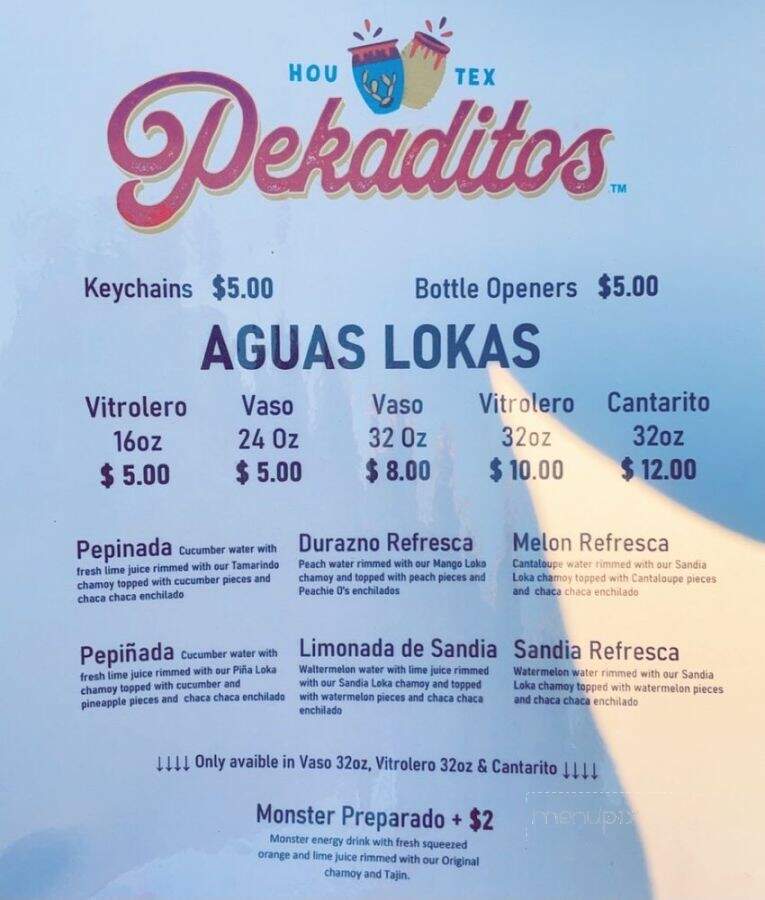 HOU TEX
Pekaditos TM
Keychains $5.00 Bottle Openers $5.00
AGUAS LOKAS
Vitrolero Vaso Vaso Vitrolero Cantarito
16oz 24 Oz 32 Oz 32oz 32oz
$ 5.00 $ 5.00 $ 8.00 $ 10.00 $ 12.00
Pepinada Cucumber water with
fresh lime juice rimmed with our Tamarindo
chamoy topped with cucumber pieces and
chaca chaca enchilado
Durazno Refresca
Peach water rimmed with our Mango Loko
chamoy and topped with peach pieces and
Peachie O's enchilados
Melon Refresca
Cantaloupe water rimmed with our Sandia
Loka chamoy topped with Cantaloupe pieces
and chaca chaca enchilado
Pepiñada Cucumber water with
fresh lime juice rimmed with our Piña Loka
chamoy topped with cucumber and
pineapple pieces and chaca chaca enchilado
Limonada de Sandia
Waltermelon water with lime juice rimmed
with our Sandia Loka chamoy and topped
with watermelon pieces and chaca chaca
enchilado
Sandia Refresca
Watermelon water rimmed with our Sandia
Loka chamoy topped with watermelon pieces
and chaca chaca enchilado
↓↓↓↓ Only avaible in Vaso 32oz, Vitrolero 32oz & Cantarito ↓↓↓↓
Monster Preparado + $2
Monster energy drink with fresh squeezed
orange and lime juice rimmed with our Original
chamoy and Tajin.
menupix